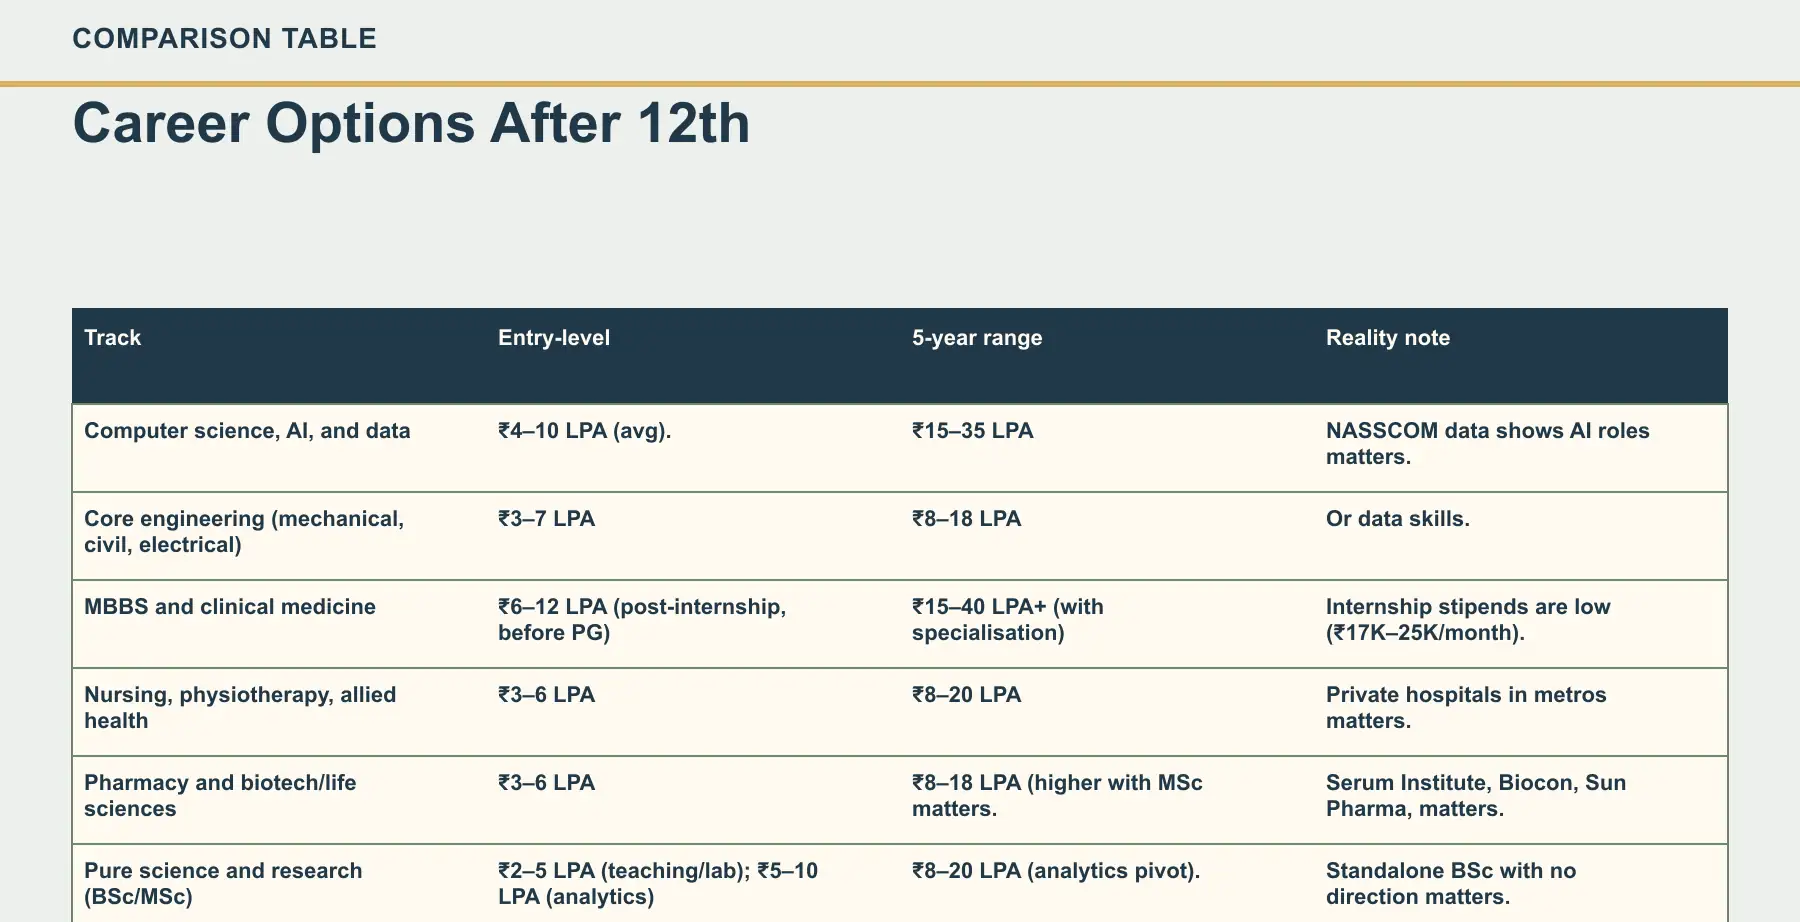 COMPARISON TABLE
Career Options After 12th
Track
Entry-level
5-year range
Reality note
Computer science, AI, and data
₹4–10 LPA (avg).
₹15–35 LPA
NASSCOM data shows AI roles
matters.
Core engineering (mechanical,
civil, electrical)
₹3–7 LPA
₹8–18 LPA
Or data skills.
MBBS and clinical medicine
₹6–12 LPA (post-internship,
before PG)
₹15–40 LPA+ (with
specialisation)
Internship stipends are low
(₹17K–25K/month).
Nursing, physiotherapy, allied
health
₹3–6 LPA
₹8–20 LPA
Private hospitals in metros
matters.
Pharmacy and biotech/life
sciences
₹3–6 LPA
₹8–18 LPA (higher with MSc
matters.
Serum Institute, Biocon, Sun
Pharma, matters.
Pure science and research
(BSc/MSc)
₹2–5 LPA (teaching/lab); ₹5–10
LPA (analytics)
₹8–20 LPA (analytics pivot).
Standalone BSc with no
direction matters.